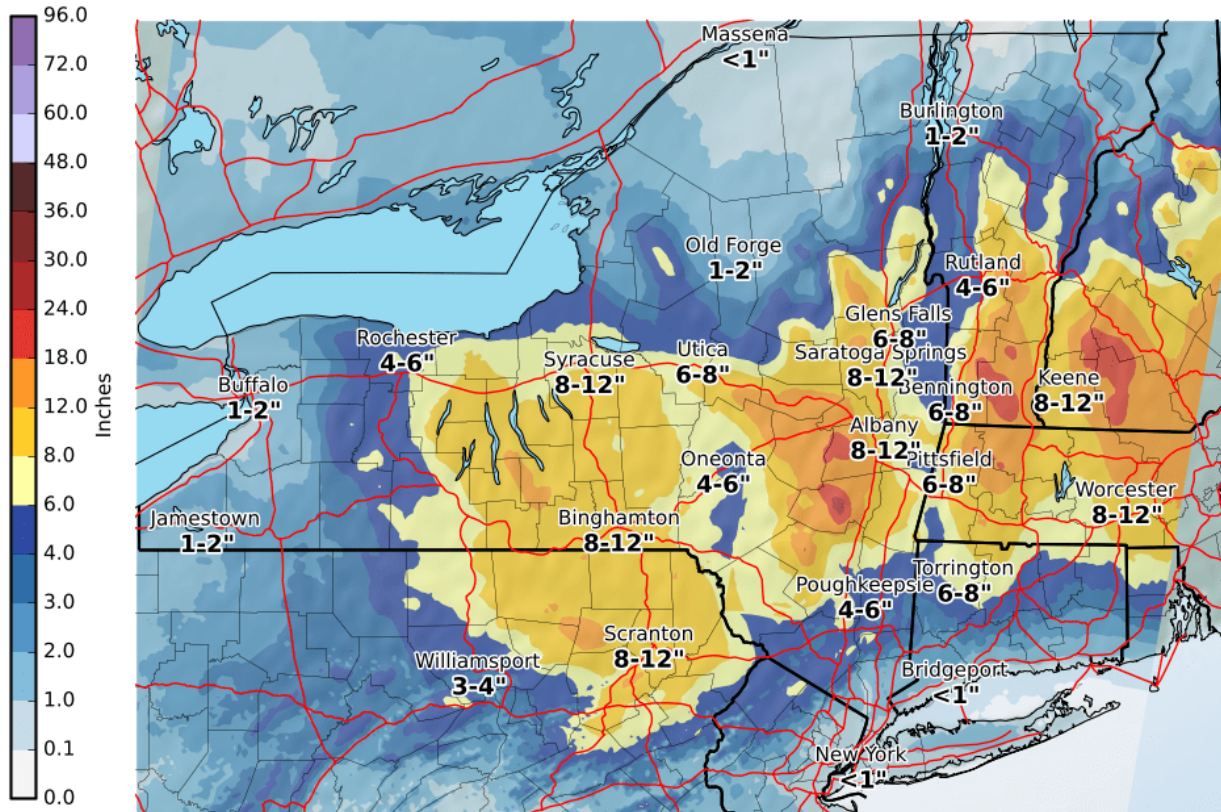 96.0
72.0
60.0
48.0
36.0
30.0
24.0
18.0
12.0
8.0
6.0
4.0
3.0
2.0
1.0
0.1
0.0
Inches
Massena
<1"
Burlington
1-2"
Old Forge
1-2"
Rutland
4-6"
Glens Falls
6-8"
Rochester
4-6"
Syracuse
8-12"
Utica
6-8"
Saratoga Springs
8-12"
Buffalo
1-2"
Bennington
6-8"
Keene
8-12"
Albany
8-12"
Oneonta
4-6"
Pittsfield
6-8"
Worcester
8-12"
Jamestown
1-2"
Binghamton
8-12"
Poughkeepsie
4-6"
Torrington
6-8"
Scranton
8-12"
Williamsport
3-4"
Bridgeport
<1"
New York
<1"